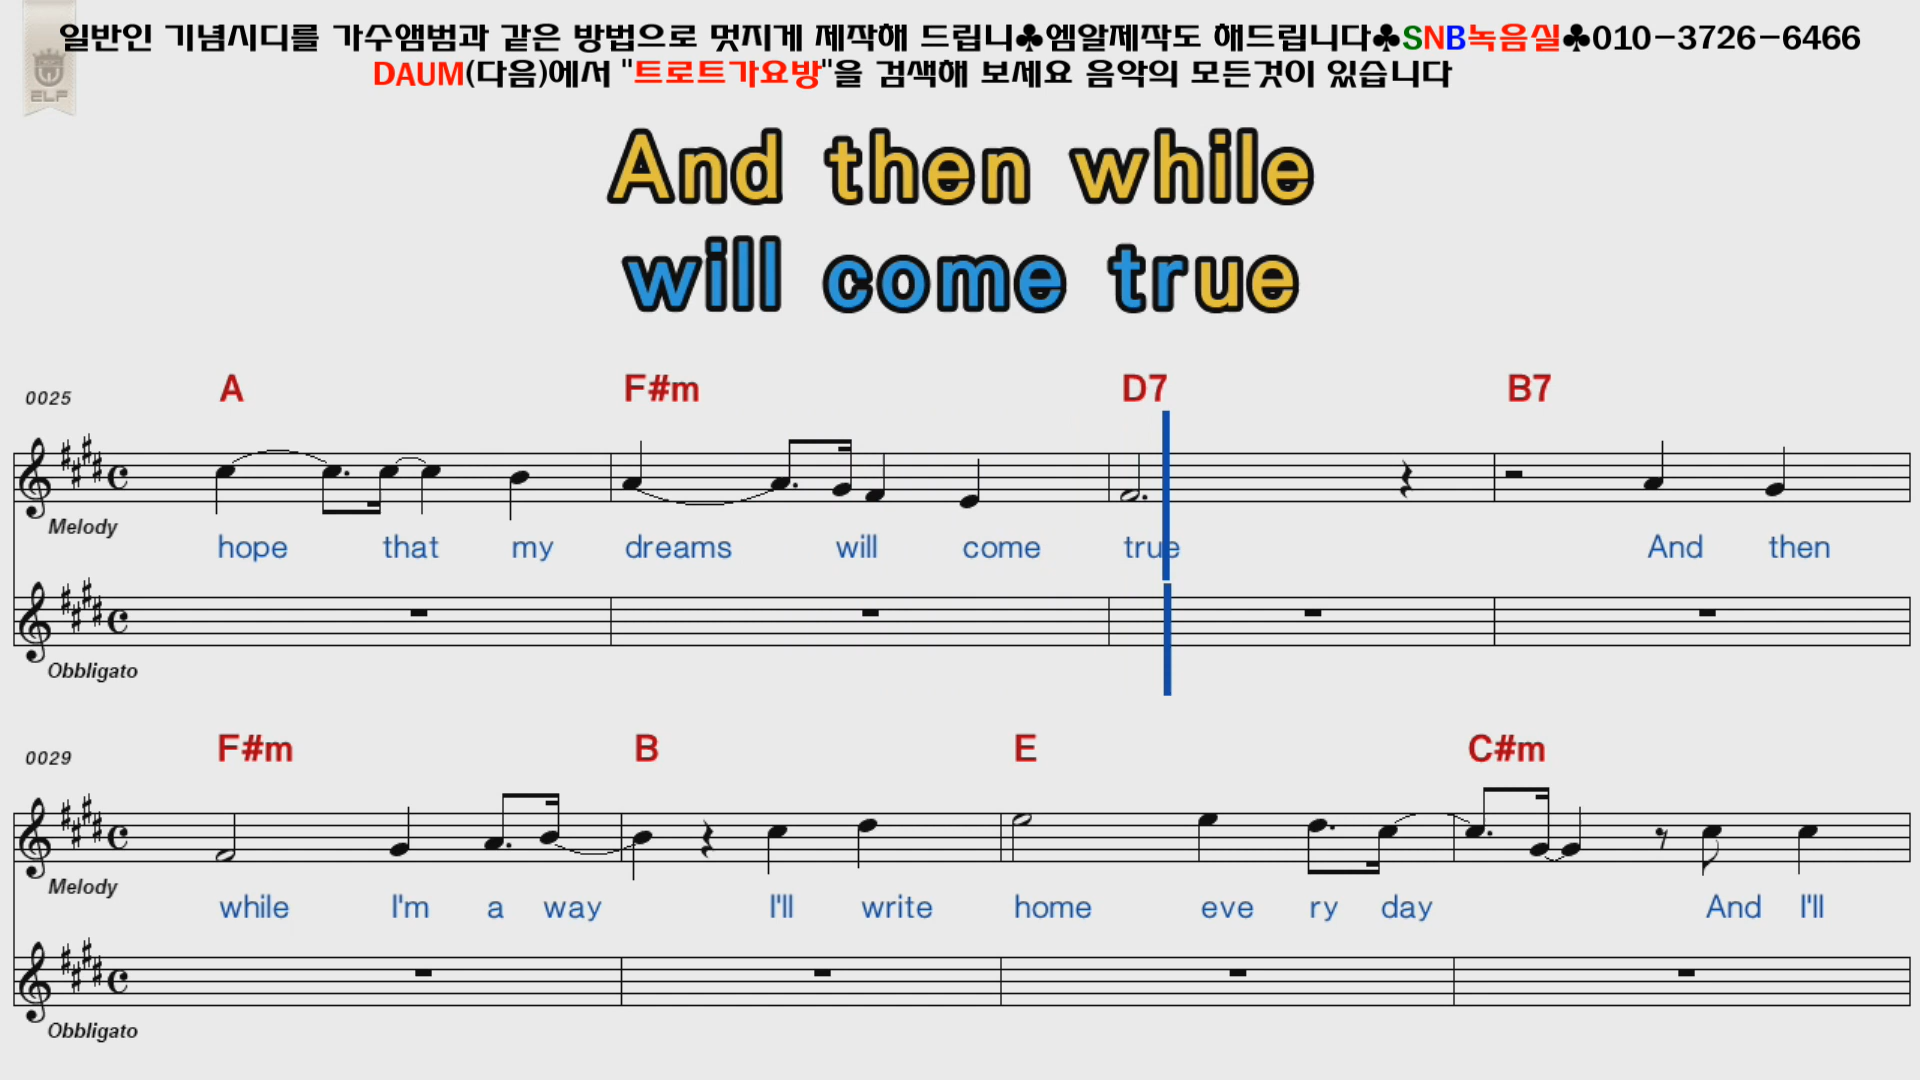 일반인 기념시디를 가수앰범과 같은 방법으로 멋지게 제작해 드립니♣엠알제작도 해드립니다♣SNB녹음실♣010-3726-6466
ELF
DAUM(다음)에서 "트로트가요방"을 검색해 보세요 음악의 모든것이 있습니다
And then while
will come true
0025 A F#m D7 B7
Melody
hope that my dreams will come true And then
Obbligato
0029 F#m B E C#m
Melody
while I'm a way I'll write home eve ry day And I'll
Obbligato